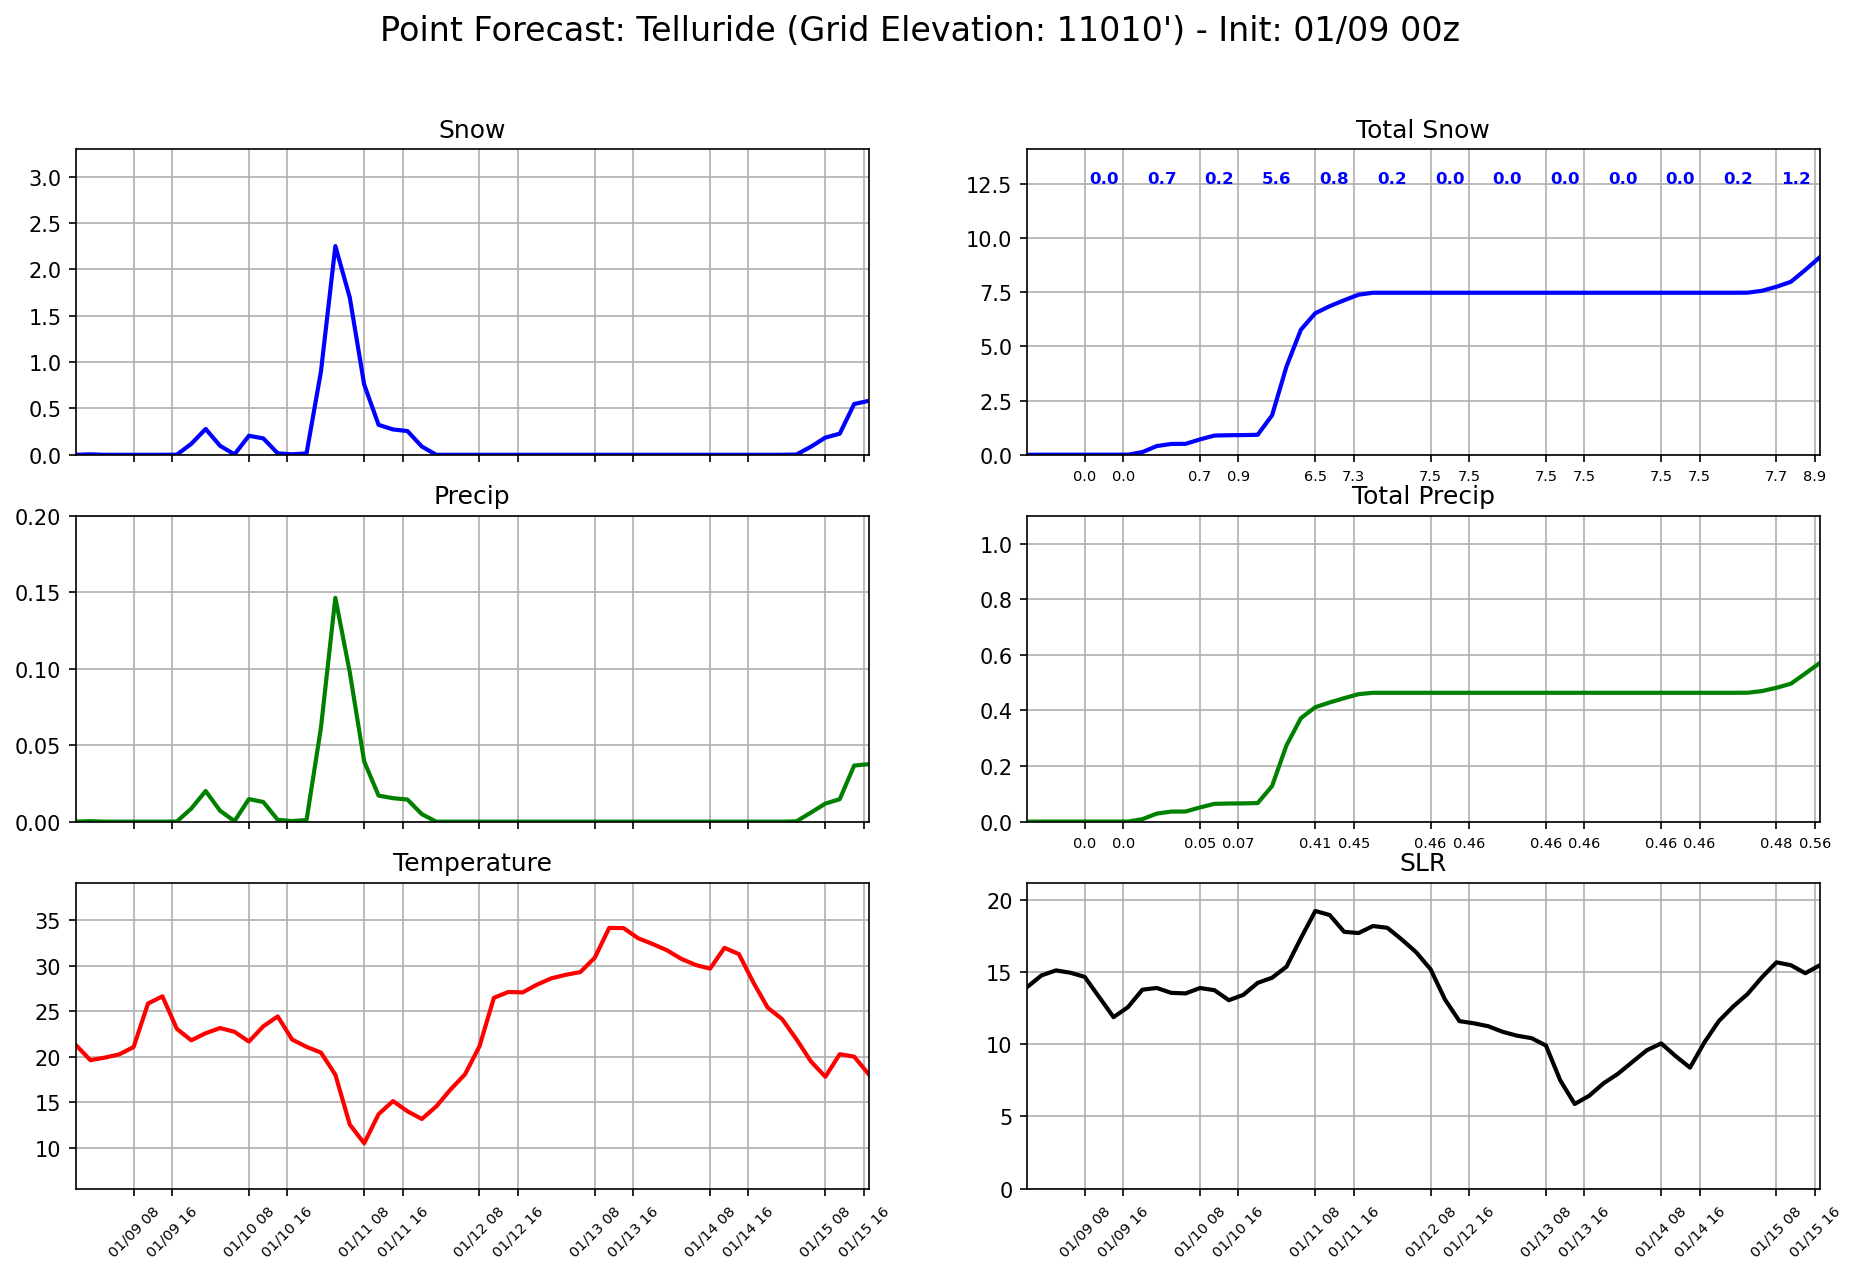 Point Forecast: Telluride (Grid Elevation: 11010') - Init: 01/09 00z
Snow
3.0
2.5
2.0
1.5
1.0
0.5
0.0
Total Snow
0.0 0.7 0.2 5.6 0.8 0.2 0.0 0.0 0.0 0.0 0.0 0.2 1.2
12.5
10.0
7.5
5.0
2.5
0.0
0.0 0.0 0.7 0.9 6.5 7.3 7.5 7.5 7.5 7.5 7.5 7.5 7.7 8.9
Precip
0.20
0.15
0.10
0.05
0.00
Total Precip
1.0
0.8
0.6
0.4
0.2
0.0
0.0 0.0 0.05 0.07 0.41 0.45 0.46 0.46 0.46 0.46 0.46 0.46 0.48 0.56
Temperature
35
30
25
20
15
10
01/09 08 01/09 16 01/10 08 01/10 16 01/11 08 01/11 16 01/12 08 01/12 16 01/13 08 01/13 16 01/14 08 01/14 16 01/15 08 01/15 16
SLR
20
15
10
5
0
01/09 08 01/09 16 01/10 08 01/10 16 01/11 08 01/11 16 01/12 08 01/12 16 01/13 08 01/13 16 01/14 08 01/14 16 01/15 08 01/15 16